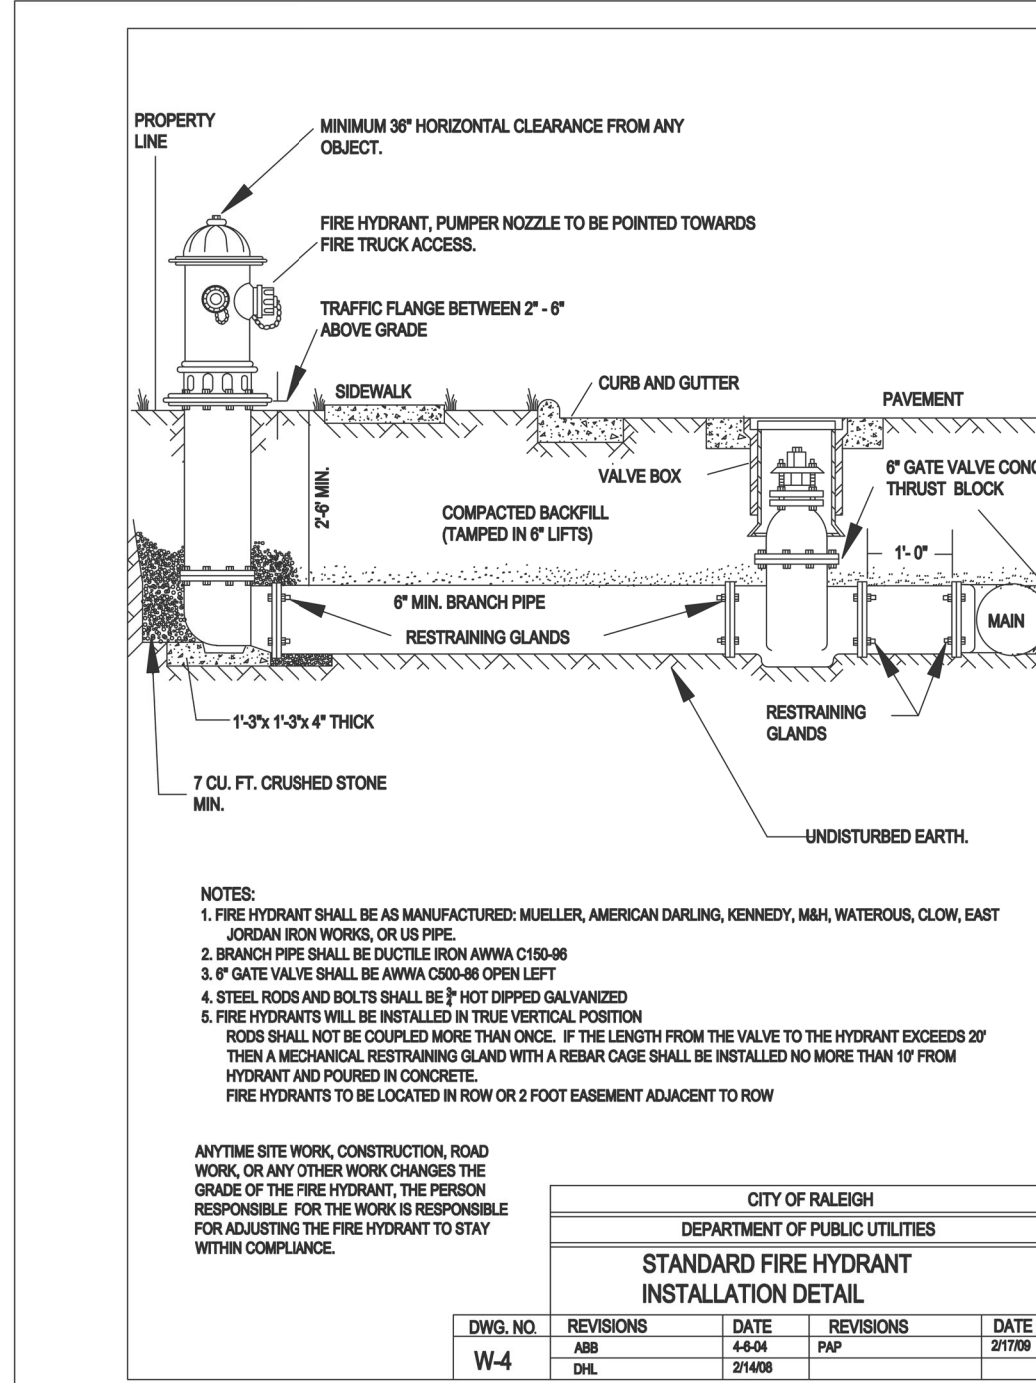 PROPERTY
LINE
MINIMUM 36" HORIZONTAL CLEARANCE FROM ANY
OBJECT.
FIRE HYDRANT, PUMPER NOZZLE TO BE POINTED TOWARDS
FIRE TRUCK ACCESS.
TRAFFIC FLANGE BETWEEN 2" - 6"
ABOVE GRADE
SIDEWALK
CURB AND GUTTER
PAVEMENT
VALVE BOX
6" GATE VALVE CONC
THRUST BLOCK
2'-6' MIN.
COMPACTED BACKFILL
(TAMPED IN 6" LIFTS)
1'- 0"
6" MIN. BRANCH PIPE
RESTRAINING GLANDS
MAIN
1'-3"x 1'-3"x 4" THICK
RESTRAINING
GLANDS
7 CU. FT. CRUSHED STONE
MIN.
UNDISTURBED EARTH.
NOTES:
1. FIRE HYDRANT SHALL BE AS MANUFACTURED: MUELLER, AMERICAN DARLING, KENNEDY, M&H, WATEROUS, CLOW, EAST
JORDAN IRON WORKS, OR US PIPE.
2. BRANCH PIPE SHALL BE DUCTILE IRON AWWA C150-96
3. 6" GATE VALVE SHALL BE AWWA C500-86 OPEN LEFT
4. STEEL RODS AND BOLTS SHALL BE 3/4" HOT DIPPED GALVANIZED
5. FIRE HYDRANTS WILL BE INSTALLED IN TRUE VERTICAL POSITION
RODS SHALL NOT BE COUPLED MORE THAN ONCE. IF THE LENGTH FROM THE VALVE TO THE HYDRANT EXCEEDS 20'
THEN A MECHANICAL RESTRAINING GLAND WITH A REBAR CAGE SHALL BE INSTALLED NO MORE THAN 10' FROM
HYDRANT AND POURED IN CONCRETE.
FIRE HYDRANTS TO BE LOCATED IN ROW OR 2 FOOT EASEMENT ADJACENT TO ROW
ANYTIME SITE WORK, CONSTRUCTION, ROAD
WORK, OR ANY OTHER WORK CHANGES THE
GRADE OF THE FIRE HYDRANT, THE PERSON
RESPONSIBLE FOR THE WORK IS RESPONSIBLE
FOR ADJUSTING THE FIRE HYDRANT TO STAY
WITHIN COMPLIANCE.
CITY OF RALEIGH
DEPARTMENT OF PUBLIC UTILITIES
STANDARD FIRE HYDRANT
INSTALLATION DETAIL
DWG. NO. REVISIONS DATE REVISIONS DATE
W-4 ABB 4-6-04 PAP 2/17/09
DHL 2/14/08